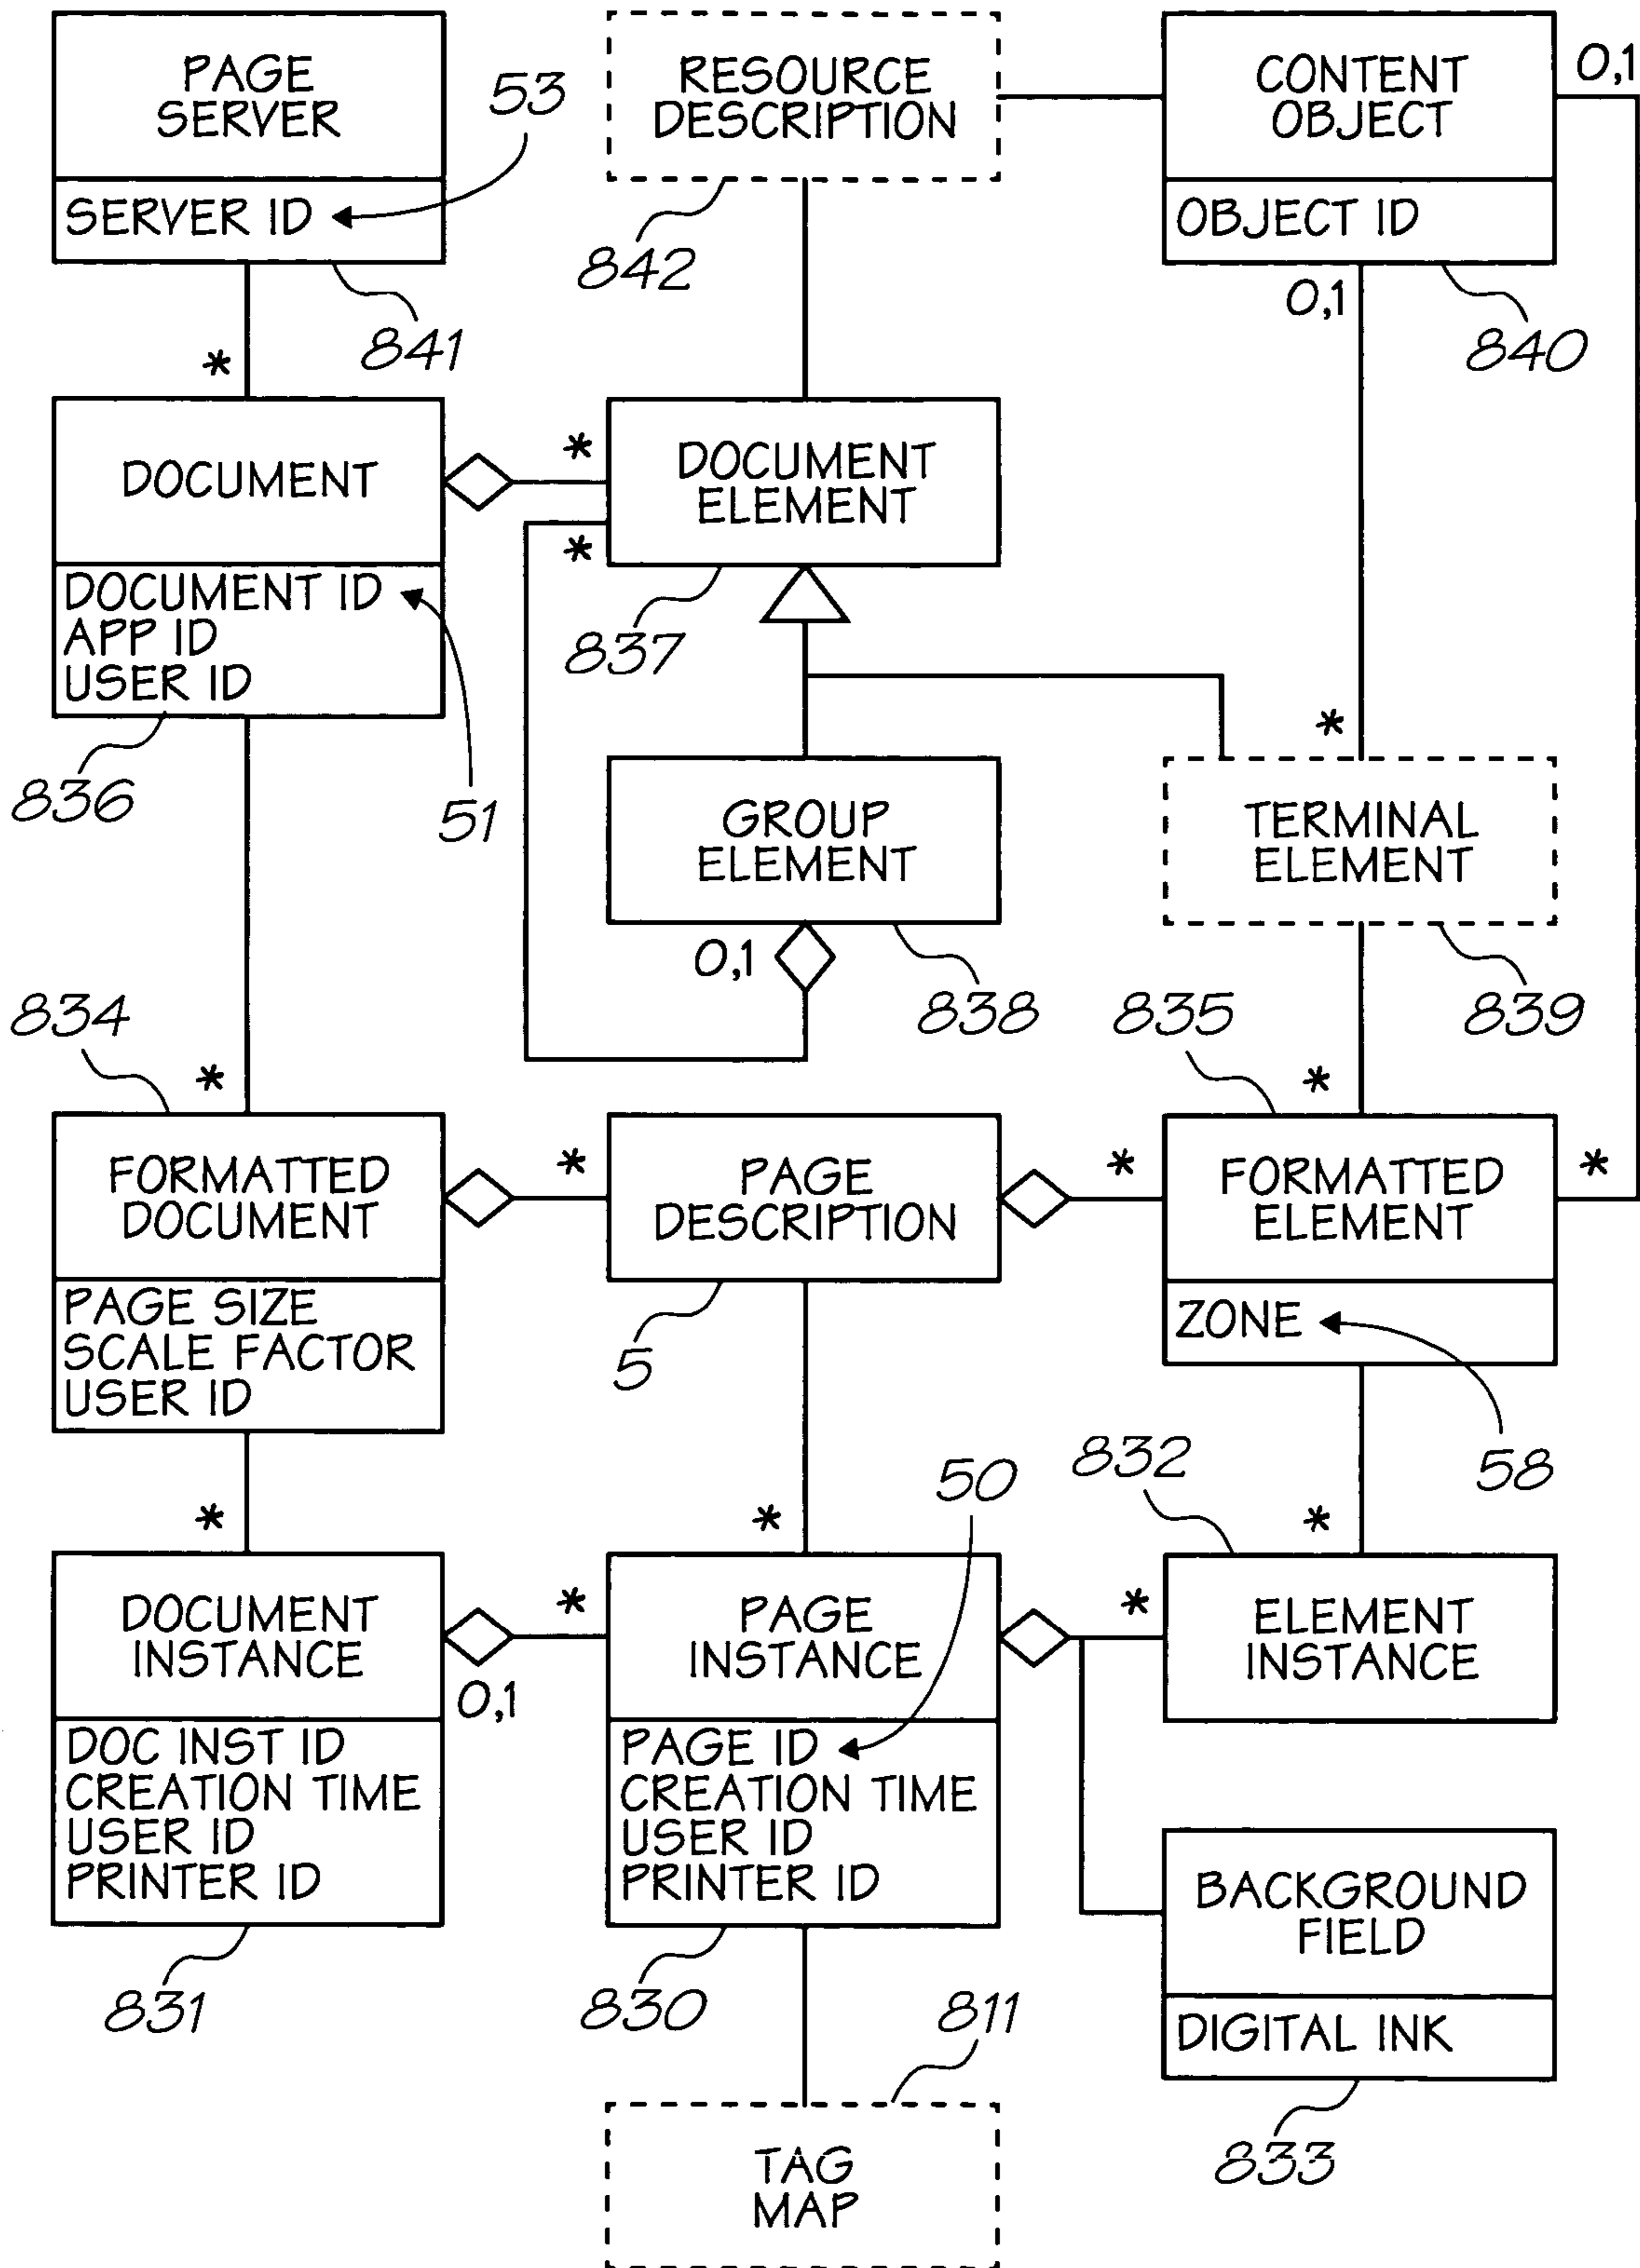 PAGE
SERVER
53
SERVER ID
841
RESOURCE
DESCRIPTION
842
CONTENT
OBJECT
0,1
OBJECT ID
0,1
840
*
DOCUMENT
*
DOCUMENT
ELEMENT
*
DOCUMENT ID
APP ID
USER ID
837
836
51
*
GROUP
ELEMENT
TERMINAL
ELEMENT
0,1
838
839
834
835
*
*
FORMATTED
DOCUMENT
*
PAGE
DESCRIPTION
*
FORMATTED
ELEMENT
*
PAGE SIZE
SCALE FACTOR
USER ID
5
ZONE
58
832
50
*
*
*
DOCUMENT
INSTANCE
*
0,1
PAGE
INSTANCE
*
ELEMENT
INSTANCE
DOC INST ID
CREATION TIME
USER ID
PRINTER ID
PAGE ID
CREATION TIME
USER ID
PRINTER ID
BACKGROUND
FIELD
DIGITAL INK
831
830
811
833
TAG
MAP